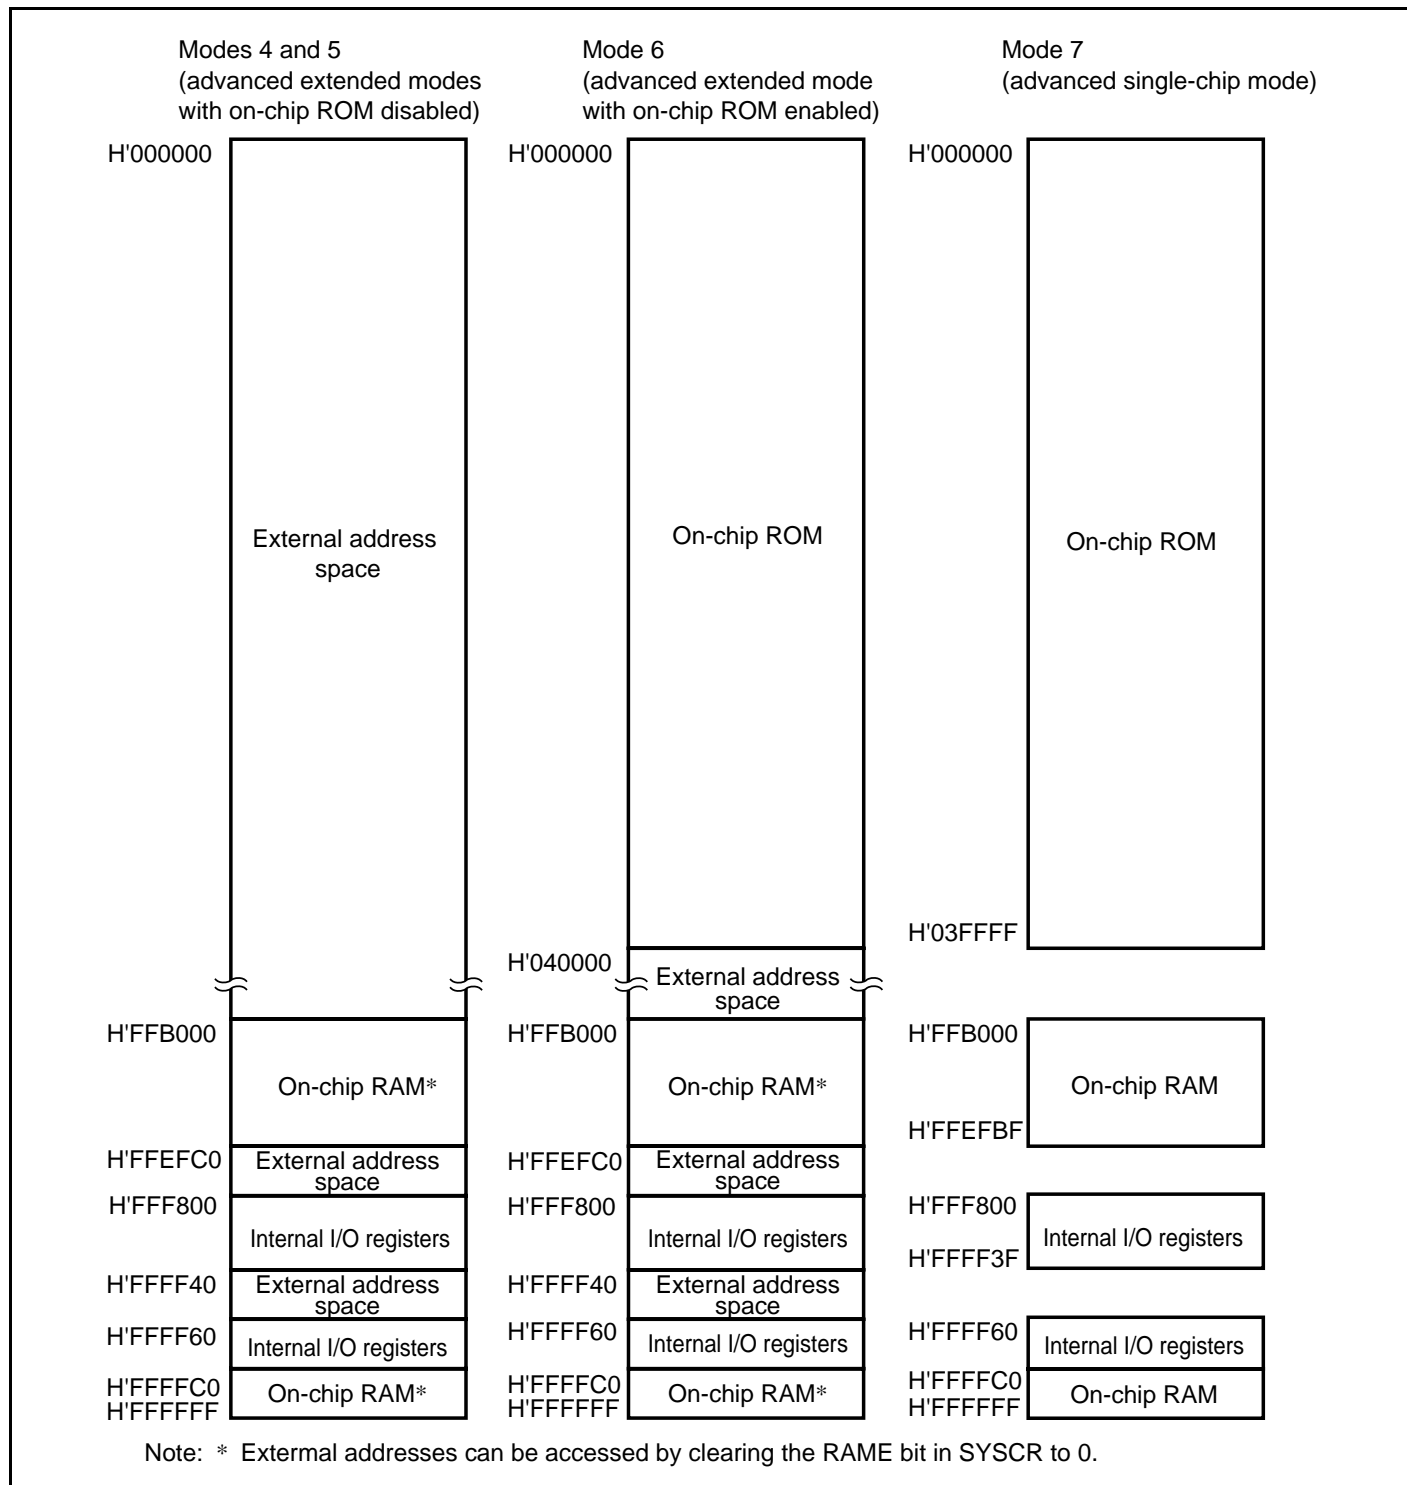 Modes 4 and 5
(advanced extended modes
with on-chip ROM disabled)
H'000000
External address
space
H'FFB000
On-chip RAM*
H'FFEFC0
External address
space
H'FFF800
Internal I/O registers
H'FFFF40
External address
space
H'FFFF60
Internal I/O registers
H'FFFFC0
On-chip RAM*
H'FFFFFF
Mode 6
(advanced extended mode
with on-chip ROM enabled)
H'000000
On-chip ROM
H'040000
External address
space
H'FFB000
On-chip RAM*
H'FFEFC0
External address
space
H'FFF800
Internal I/O registers
H'FFFF40
External address
space
H'FFFF60
Internal I/O registers
H'FFFFC0
On-chip RAM*
H'FFFFFF
Mode 7
(advanced single-chip mode)
H'000000
On-chip ROM
H'03FFFF
H'FFB000
On-chip RAM
H'FFEFBF
H'FFF800
Internal I/O registers
H'FFFF3F
H'FFFF60
Internal I/O registers
H'FFFFC0
On-chip RAM
H'FFFFFF
Note: * Extermal addresses can be accessed by clearing the RAME bit in SYSCR to 0.